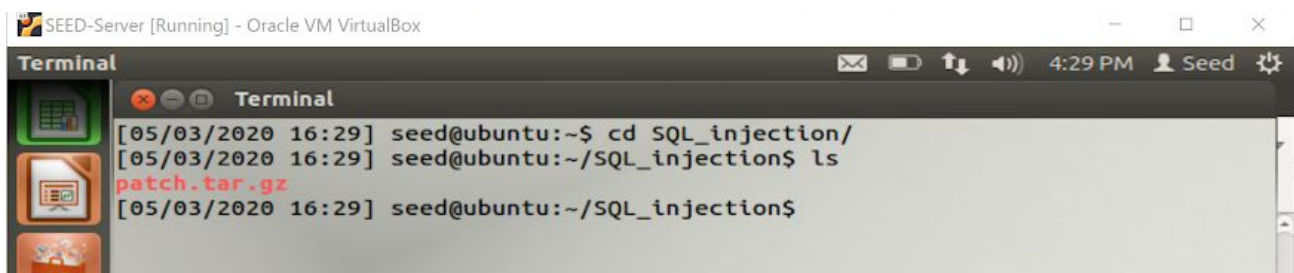 SEED-Server [Running] - Oracle VM VirtualBox
Terminal 4:29 PM Seed
Terminal
[05/03/2020 16:29] seed@ubuntu:~$ cd SQL_injection/
[05/03/2020 16:29] seed@ubuntu:~/SQL_injection$ ls
patch.tar.gz
[05/03/2020 16:29] seed@ubuntu:~/SQL_injection$